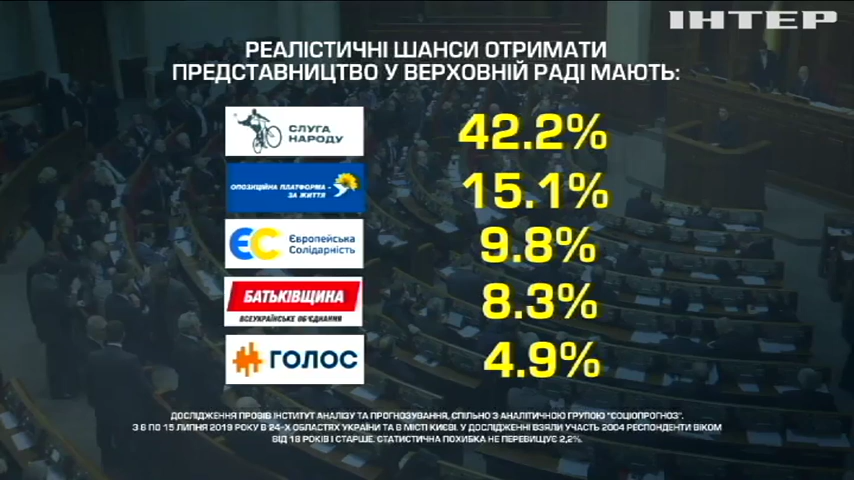 ІНТЕР
РЕАЛІСТИЧНІ ШАНСИ ОТРИМАТИ
ПРЕДСТАВНИЦТВО У ВЕРХОВНІЙ РАДІ МАЮТЬ:
СЛУГА
НАРОДУ
42.2%
ОПОЗИЦІЙНА ПЛАТФОРМА -
ЗА ЖИТТЯ
15.1%
ЄС Європейська
Солідарність
9.8%
БАТЬКІВЩИНА
ВСЕУКРАЇНСЬКЕ ОБ'ЄДНАННЯ
8.3%
ГОЛОС
4.9%
ДОСЛІДЖЕННЯ ПРОВІВ ІНСТИТУТ АНАЛІЗУ ТА ПРОГНОЗУВАННЯ, СПІЛЬНО З АНАЛІТИЧНОЮ ГРУПОЮ "СОЦІОПРОГНОЗ".
З 6 ПО 15 ЛИПНЯ 2019 РОКУ В 24-Х ОБЛАСТЯХ УКРАЇНИ ТА В МІСТІ КИЄВІ. У ДОСЛІДЖЕННІ ВЗЯЛИ УЧАСТЬ 2004 РЕСПОНДЕНТИ ВІКОМ
ВІД 18 РОКІВ І СТАРШЕ. СТАТИСТИЧНА ПОХИБКА НЕ ПЕРЕВИЩУЄ 2,2%.